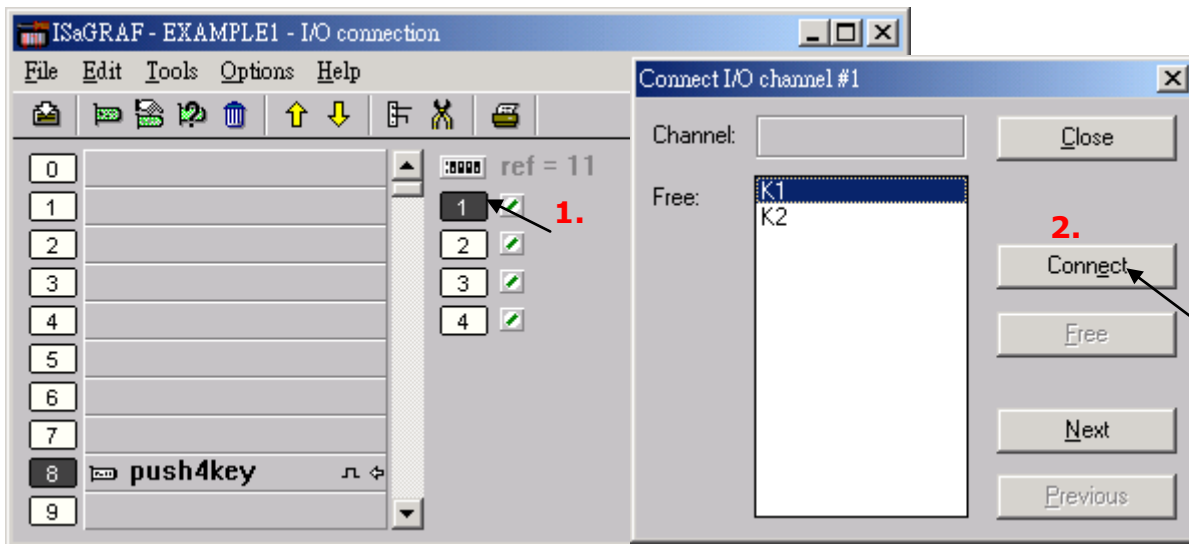 ISaGRAF - EXAMPLE1 - I/O connection
File Edit Tools Options Help
0
1
2
3
4
5
6
7
8 push4key
9
ref = 11
1 1.
2
3
4
Connect I/O channel #1
Channel:
Close
Free:
K1
K2
2.
Connect
Free
Next
Previous